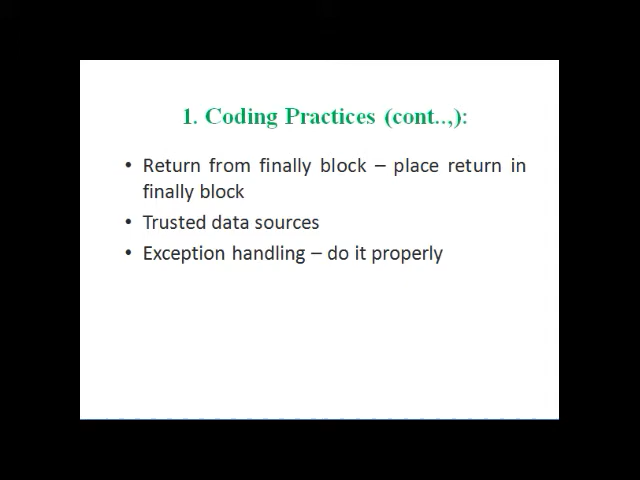 1. Coding Practices (cont..,):
• Return from finally block – place return in
finally block
• Trusted data sources
• Exception handling – do it properly